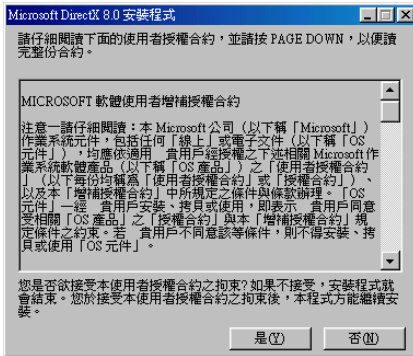 Microsoft DirectX 8.0 安裝程式
請仔細閱讀下面的使用者授權合約，並請按 PAGE DOWN，以便讀
完整份合約。
MICROSOFT 軟體使用者增補授權合約
注意－請仔細閱讀：本 Microsoft 公司（以下稱「Microsoft」）
作業系統元件，包括任何「線上」或電子文件（以下稱「OS
元件」），均應依適用　貴用戶經授權之下述相關 Microsoft 作
業系統軟體產品（以下稱「OS 產品」）之「使用者授權合約
」（以下每份均稱為「使用者授權合約」或「授權合約」）、
以及本「增補授權合約」中所規定之條件與條款辦理。「OS
元件」一經　貴用戶安裝、拷貝或使用，即表示　貴用戶同意
受相關「OS 產品」之「授權合約」與本「增補授權合約」規
定條件之約束。若　貴用戶不同意該等條件，則不得安裝、拷
貝或使用「OS 元件」。
您是否欲接受本使用者授權合約之拘束? 如果不接受，安裝程式就
會結束。您於接受本使用者授權合約之拘束後，本程式方能繼續安
裝。
是(Y)
否(N)